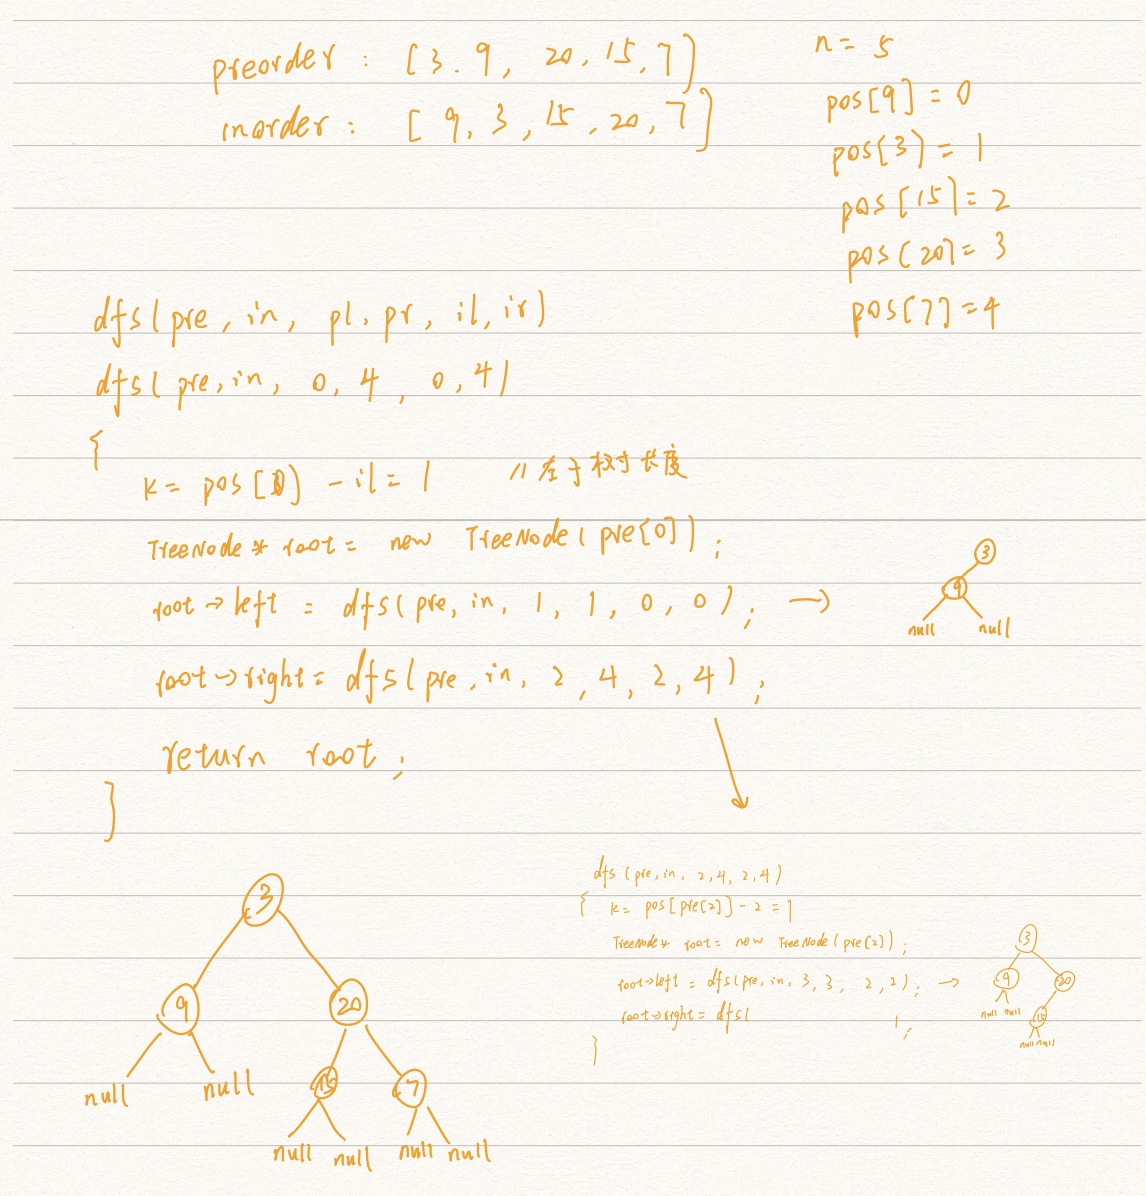 preorder : [3. 9, 20, 15, 7]
inorder : [9, 3, 15, 20, 7]
n = 5
pos[9] = 0
pos[3] = 1
pos[15] = 2
pos[20] = 3
pos[7] = 4
dfs(pre, in, pl, pr, il, ir)
dfs(pre, in, 0, 4, 0, 4)
{
k = pos[] - il = 1 // 左子树长度
TreeNode* root = new TreeNode(pre[0]);
root->left = dfs(pre, in, 1, 1, 0, 0); →
root->right = dfs(pre, in, 2, 4, 2, 4);
return root;
}
3
9
null null
3
9 20
null null 15 7
null null null null
dfs(pre, in, 2, 4, 2, 4)
{ k = pos[pre[2]] - 2 = 1
TreeNode* root = new TreeNode(pre[2]);
root->left = dfs(pre, in, 3, 3, 2, 2); →
root->right = dfs( );
}
3
9 20
null null 15
null null